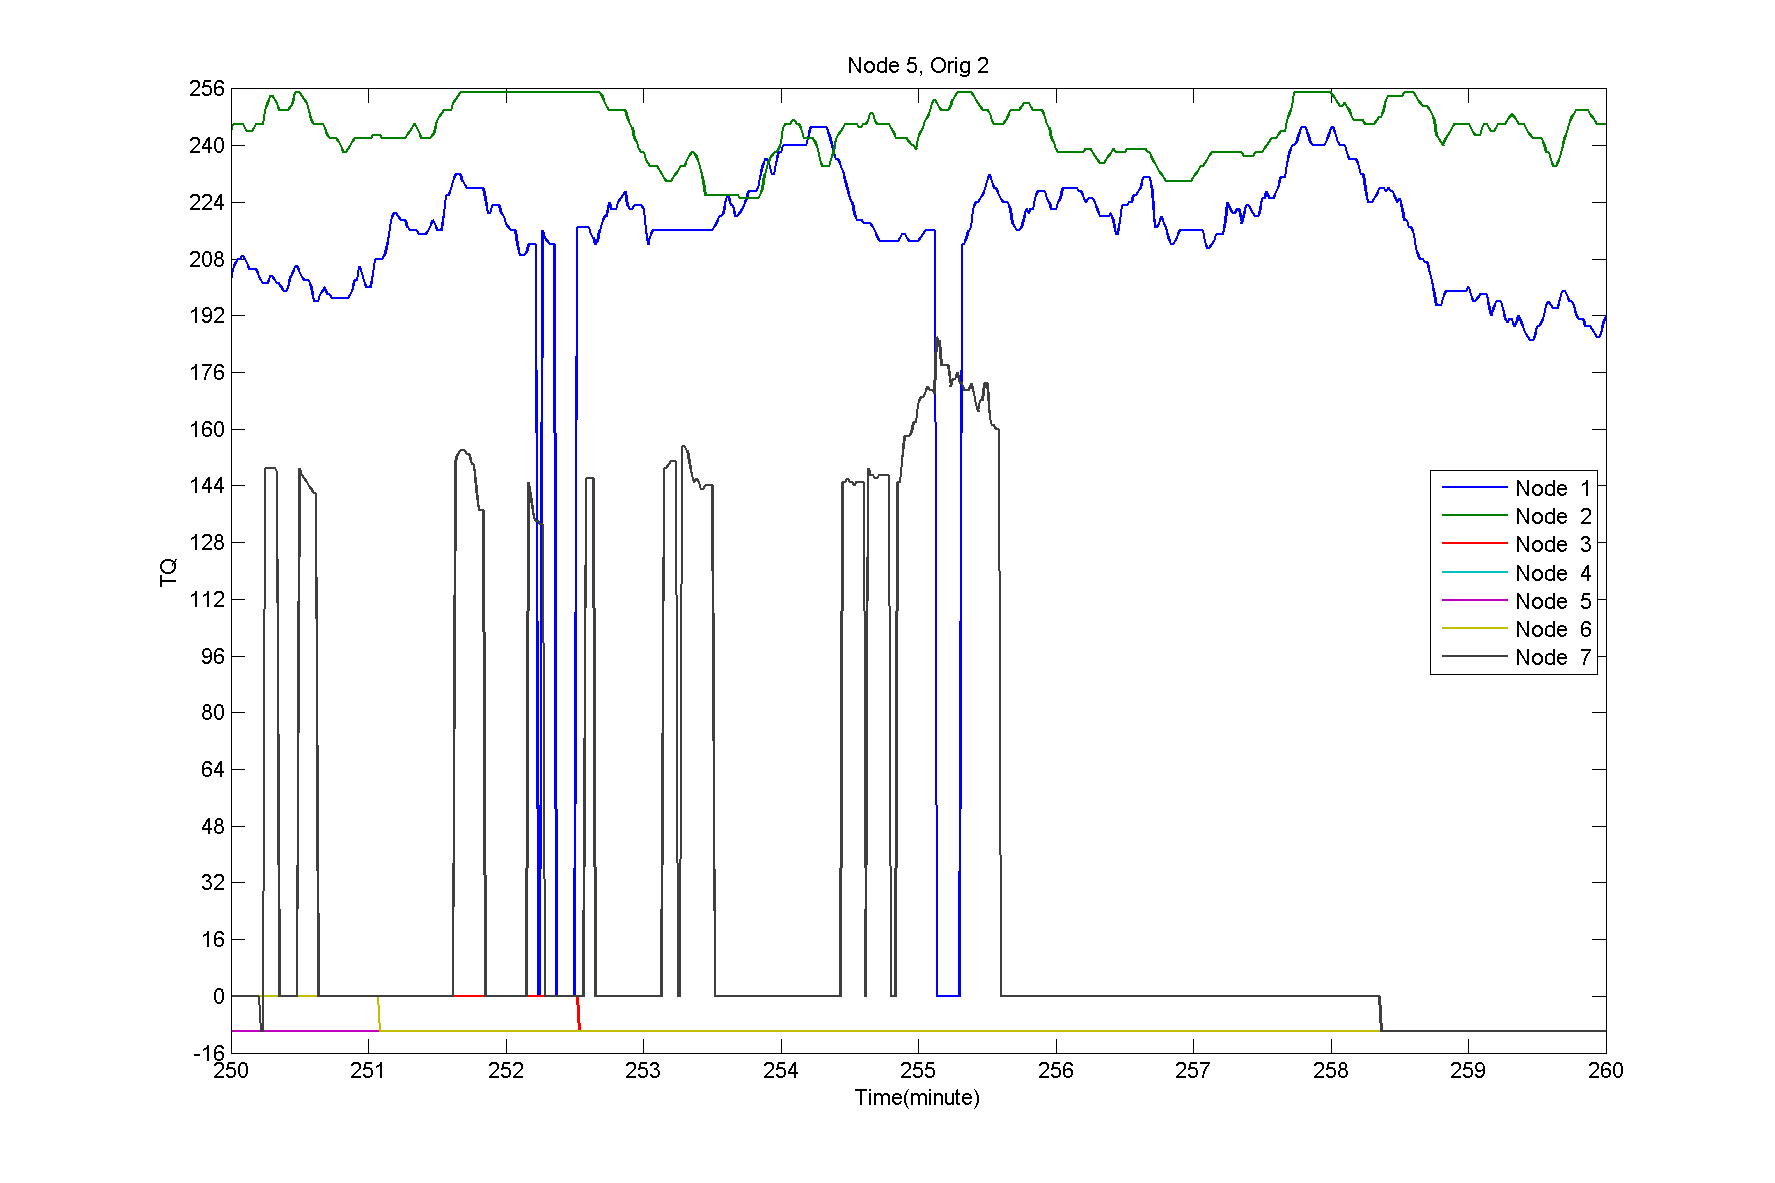 Node 5, Orig 2
256
240
224
208
192
176
160
144
128
112
96
80
64
48
32
16
0
-16
TQ
Node 1
Node 2
Node 3
Node 4
Node 5
Node 6
Node 7
250 251 252 253 254 255 256 257 258 259 260
Time(minute)